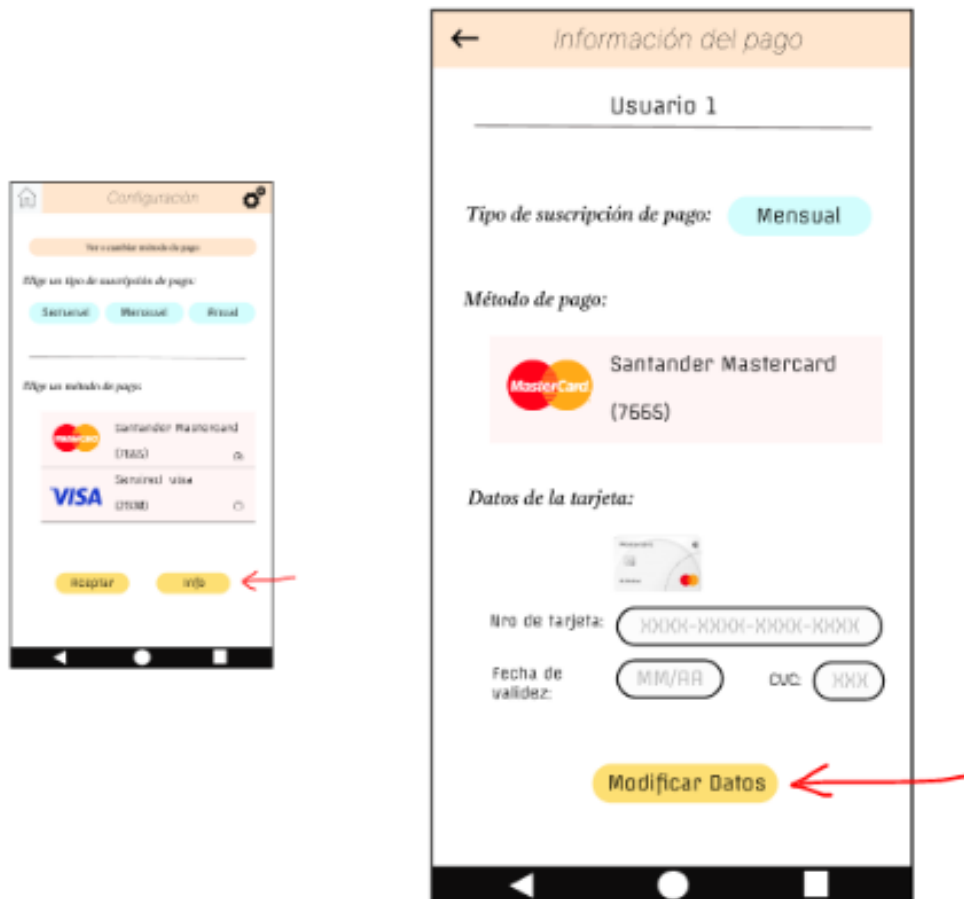 Configuración
Ver o cambiar método de pago
Elige un tipo de suscripción de pago:
Semanal Mensual Anual
Elige un método de pago:
MasterCard
Santander Mastercard
(7665)
VISA
visa
Aceptar Info
Información del pago
Usuario 1
Tipo de suscripción de pago: Mensual
Método de pago:
MasterCard
Santander Mastercard
(7665)
Datos de la tarjeta:
Nro de tarjeta: XXXX-XXXX-XXXX-XXXX
Fecha de
validez:
MM/AA CVC: XXX
Modificar Datos